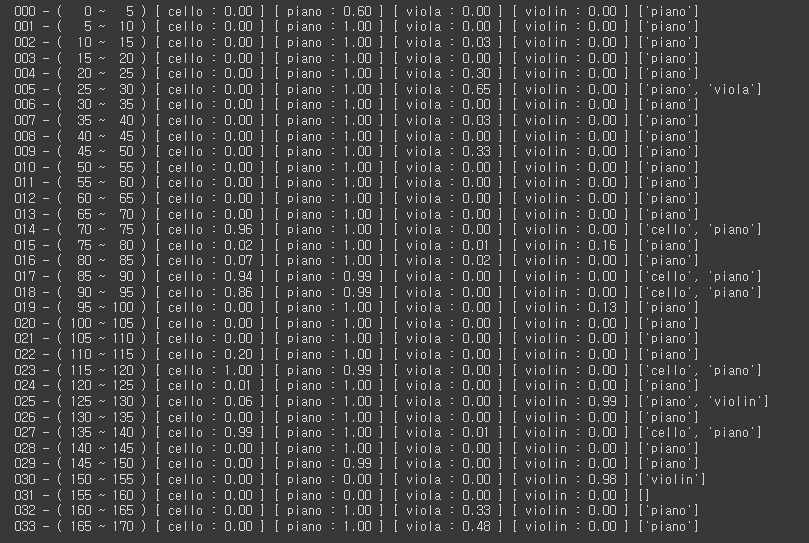 000 - (   0 ~   5 ) [ cello : 0.00 ] [ piano : 0.60 ] [ viola : 0.00 ] [ violin : 0.00 ] ['piano']
001 - (   5 ~  10 ) [ cello : 0.00 ] [ piano : 1.00 ] [ viola : 0.00 ] [ violin : 0.00 ] ['piano']
002 - (  10 ~  15 ) [ cello : 0.00 ] [ piano : 1.00 ] [ viola : 0.03 ] [ violin : 0.00 ] ['piano']
003 - (  15 ~  20 ) [ cello : 0.00 ] [ piano : 1.00 ] [ viola : 0.00 ] [ violin : 0.00 ] ['piano']
004 - (  20 ~  25 ) [ cello : 0.00 ] [ piano : 1.00 ] [ viola : 0.30 ] [ violin : 0.00 ] ['piano']
005 - (  25 ~  30 ) [ cello : 0.00 ] [ piano : 1.00 ] [ viola : 0.65 ] [ violin : 0.00 ] ['piano', 'viola']
006 - (  30 ~  35 ) [ cello : 0.00 ] [ piano : 1.00 ] [ viola : 0.00 ] [ violin : 0.00 ] ['piano']
007 - (  35 ~  40 ) [ cello : 0.00 ] [ piano : 1.00 ] [ viola : 0.03 ] [ violin : 0.00 ] ['piano']
008 - (  40 ~  45 ) [ cello : 0.00 ] [ piano : 1.00 ] [ viola : 0.00 ] [ violin : 0.00 ] ['piano']
009 - (  45 ~  50 ) [ cello : 0.00 ] [ piano : 1.00 ] [ viola : 0.33 ] [ violin : 0.00 ] ['piano']
010 - (  50 ~  55 ) [ cello : 0.00 ] [ piano : 1.00 ] [ viola : 0.00 ] [ violin : 0.00 ] ['piano']
011 - (  55 ~  60 ) [ cello : 0.00 ] [ piano : 1.00 ] [ viola : 0.00 ] [ violin : 0.00 ] ['piano']
012 - (  60 ~  65 ) [ cello : 0.00 ] [ piano : 1.00 ] [ viola : 0.00 ] [ violin : 0.00 ] ['piano']
013 - (  65 ~  70 ) [ cello : 0.00 ] [ piano : 1.00 ] [ viola : 0.00 ] [ violin : 0.00 ] ['piano']
014 - (  70 ~  75 ) [ cello : 0.96 ] [ piano : 1.00 ] [ viola : 0.00 ] [ violin : 0.00 ] ['cello', 'piano']
015 - (  75 ~  80 ) [ cello : 0.02 ] [ piano : 1.00 ] [ viola : 0.01 ] [ violin : 0.16 ] ['piano']
016 - (  80 ~  85 ) [ cello : 0.07 ] [ piano : 1.00 ] [ viola : 0.02 ] [ violin : 0.00 ] ['piano']
017 - (  85 ~  90 ) [ cello : 0.94 ] [ piano : 0.99 ] [ viola : 0.00 ] [ violin : 0.00 ] ['cello', 'piano']
018 - (  90 ~  95 ) [ cello : 0.86 ] [ piano : 0.99 ] [ viola : 0.00 ] [ violin : 0.00 ] ['cello', 'piano']
019 - (  95 ~ 100 ) [ cello : 0.00 ] [ piano : 1.00 ] [ viola : 0.00 ] [ violin : 0.13 ] ['piano']
020 - ( 100 ~ 105 ) [ cello : 0.00 ] [ piano : 1.00 ] [ viola : 0.00 ] [ violin : 0.00 ] ['piano']
021 - ( 105 ~ 110 ) [ cello : 0.00 ] [ piano : 1.00 ] [ viola : 0.00 ] [ violin : 0.00 ] ['piano']
022 - ( 110 ~ 115 ) [ cello : 0.20 ] [ piano : 1.00 ] [ viola : 0.00 ] [ violin : 0.00 ] ['piano']
023 - ( 115 ~ 120 ) [ cello : 1.00 ] [ piano : 0.99 ] [ viola : 0.00 ] [ violin : 0.00 ] ['cello', 'piano']
024 - ( 120 ~ 125 ) [ cello : 0.01 ] [ piano : 1.00 ] [ viola : 0.00 ] [ violin : 0.00 ] ['piano']
025 - ( 125 ~ 130 ) [ cello : 0.06 ] [ piano : 1.00 ] [ viola : 0.00 ] [ violin : 0.99 ] ['piano', 'violin']
026 - ( 130 ~ 135 ) [ cello : 0.00 ] [ piano : 1.00 ] [ viola : 0.00 ] [ violin : 0.00 ] ['piano']
027 - ( 135 ~ 140 ) [ cello : 0.99 ] [ piano : 1.00 ] [ viola : 0.01 ] [ violin : 0.00 ] ['cello', 'piano']
028 - ( 140 ~ 145 ) [ cello : 0.00 ] [ piano : 1.00 ] [ viola : 0.00 ] [ violin : 0.00 ] ['piano']
029 - ( 145 ~ 150 ) [ cello : 0.00 ] [ piano : 0.99 ] [ viola : 0.00 ] [ violin : 0.00 ] ['piano']
030 - ( 150 ~ 155 ) [ cello : 0.00 ] [ piano : 0.00 ] [ viola : 0.00 ] [ violin : 0.98 ] ['violin']
031 - ( 155 ~ 160 ) [ cello : 0.00 ] [ piano : 0.00 ] [ viola : 0.00 ] [ violin : 0.00 ] []
032 - ( 160 ~ 165 ) [ cello : 0.00 ] [ piano : 1.00 ] [ viola : 0.33 ] [ violin : 0.00 ] ['piano']
033 - ( 165 ~ 170 ) [ cello : 0.00 ] [ piano : 1.00 ] [ viola : 0.48 ] [ violin : 0.00 ] ['piano']